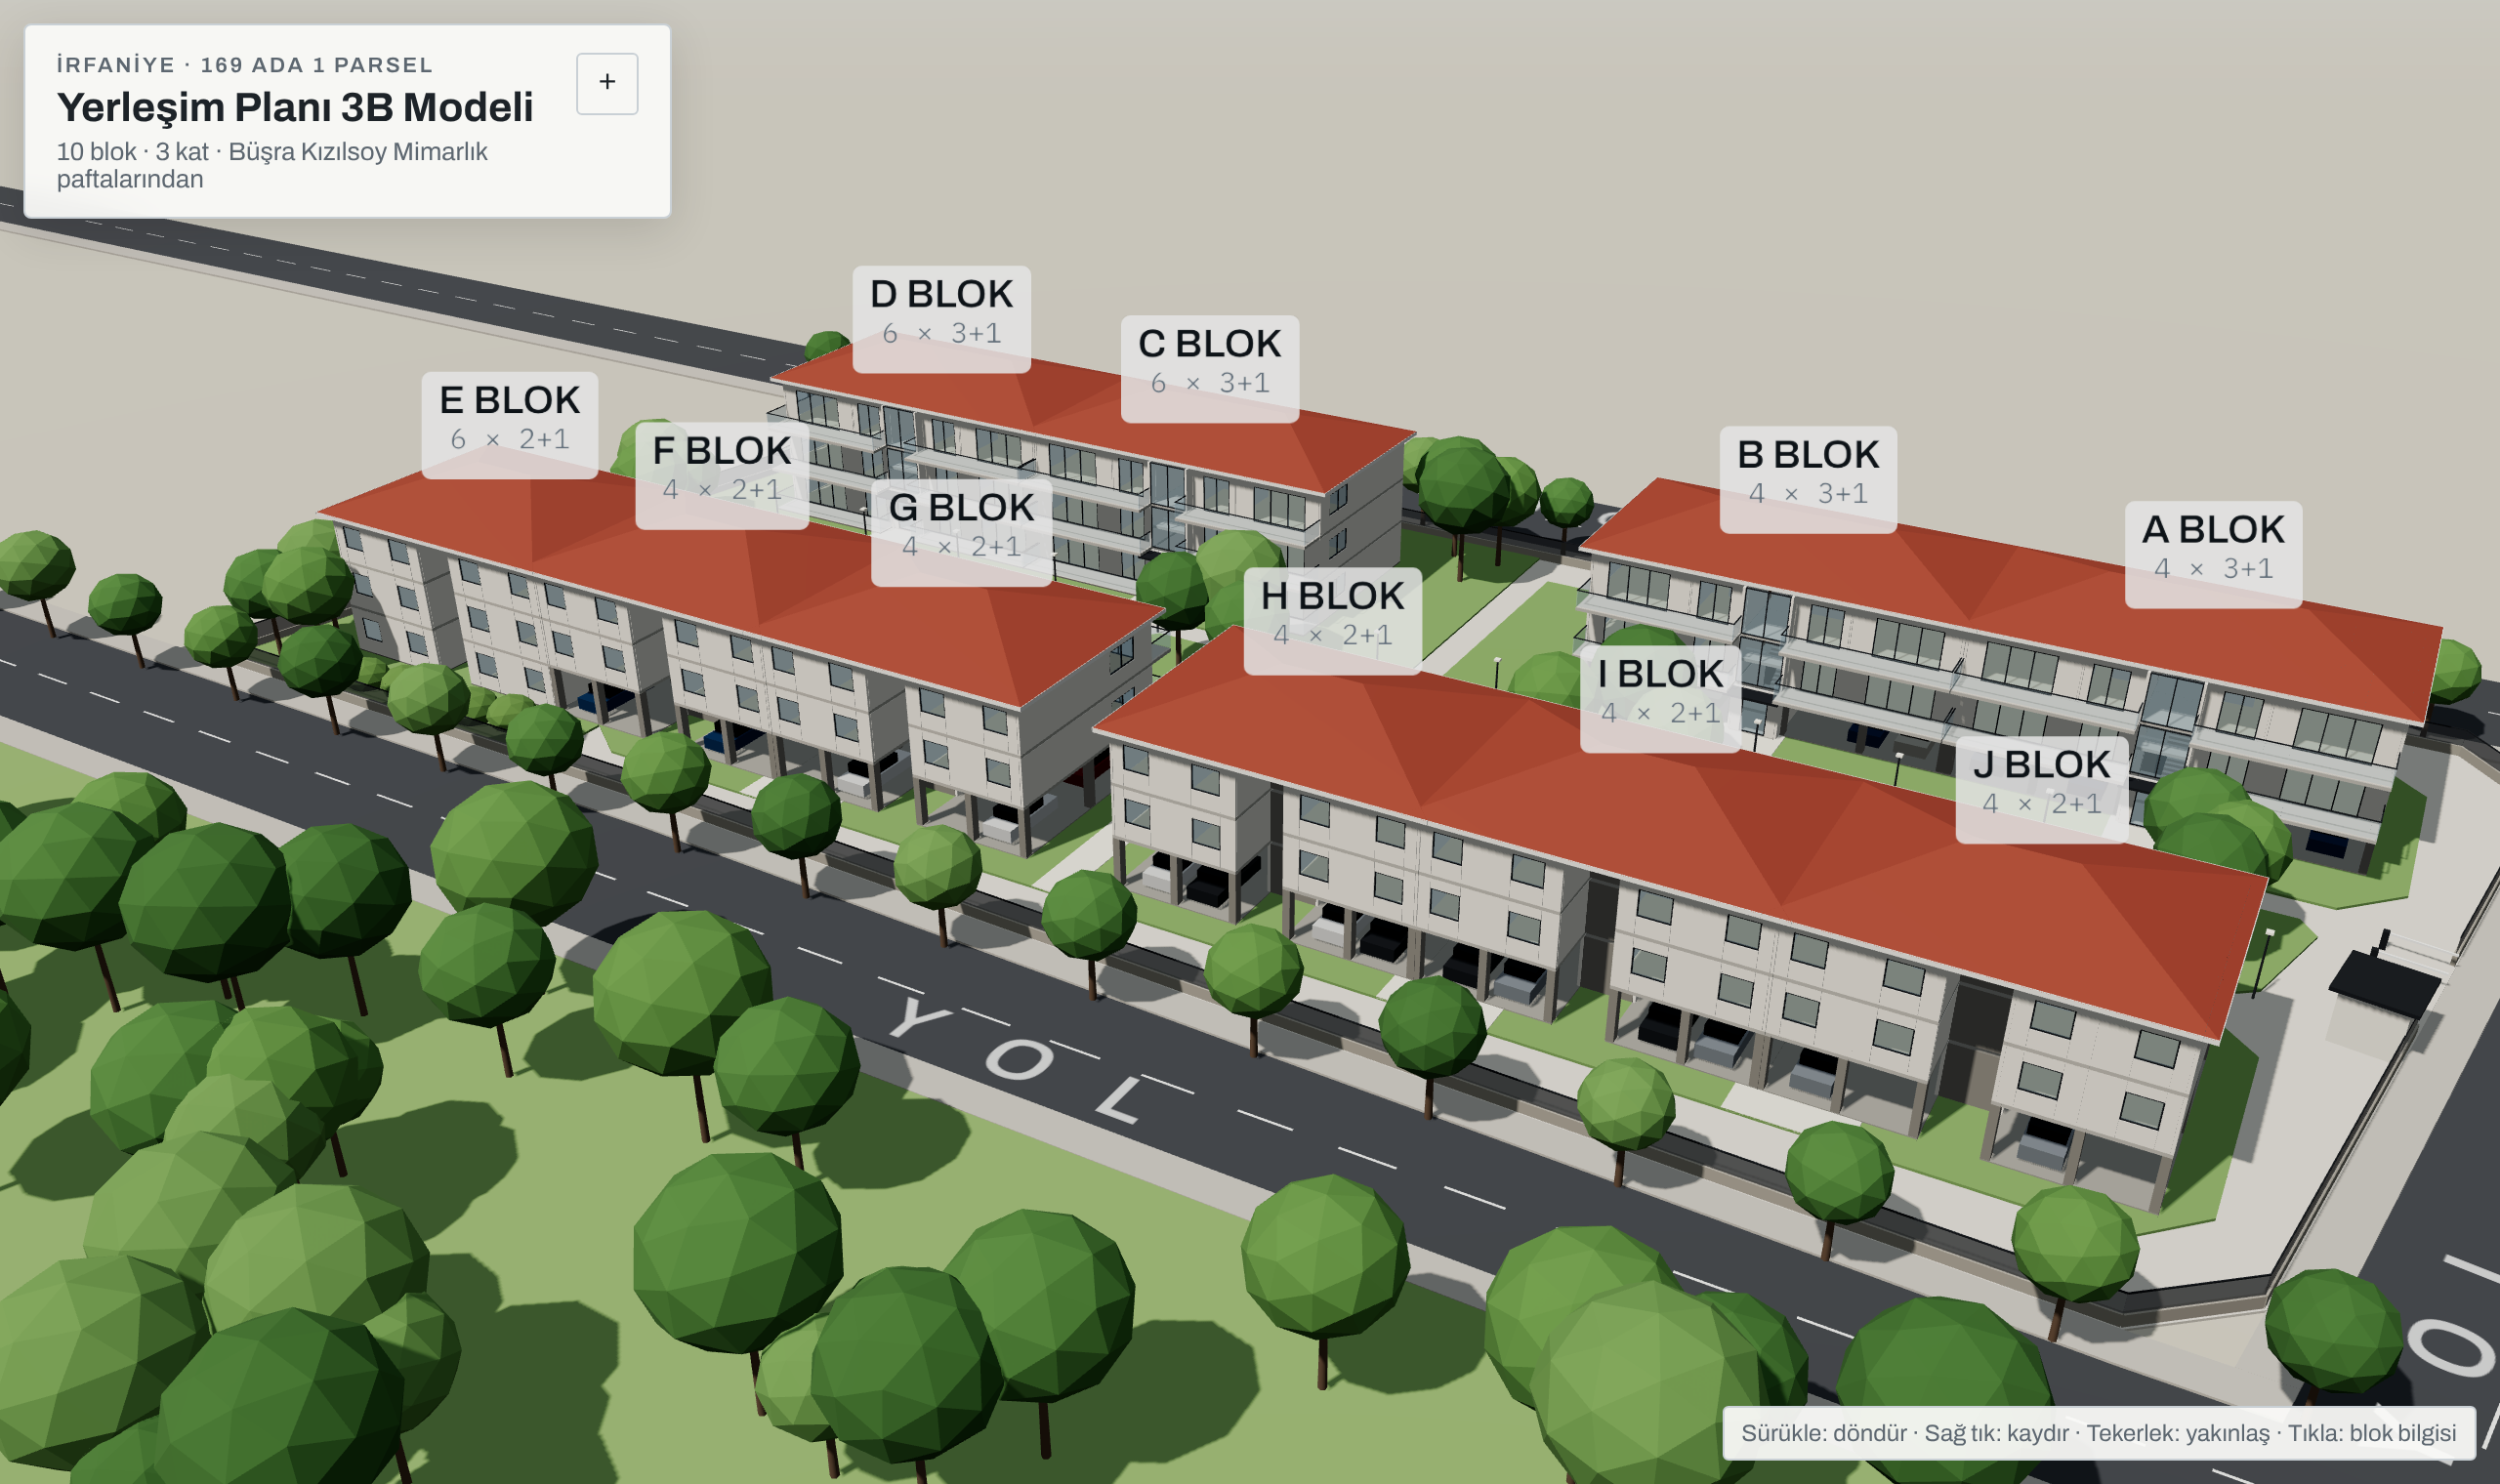 İRFANİYE · 169 ADA 1 PARSEL
+
Yerleşim Planı 3B Modeli
10 blok · 3 kat · Büşra Kızılsoy Mimarlık
paftalarından
D BLOK
6 × 3+1
C BLOK
6 × 3+1
E BLOK
6 × 2+1
F BLOK
4 × 2+1
B BLOK
4 × 3+1
G BLOK
4 × 2+1
A BLOK
4 × 3+1
H BLOK
4 × 2+1
I BLOK
4 × 2+1
J BLOK
4 × 2+1
YOL
Sürükle: döndür · Sağ tık: kaydır · Tekerlek: yakınlaş · Tıkla: blok bilgisi